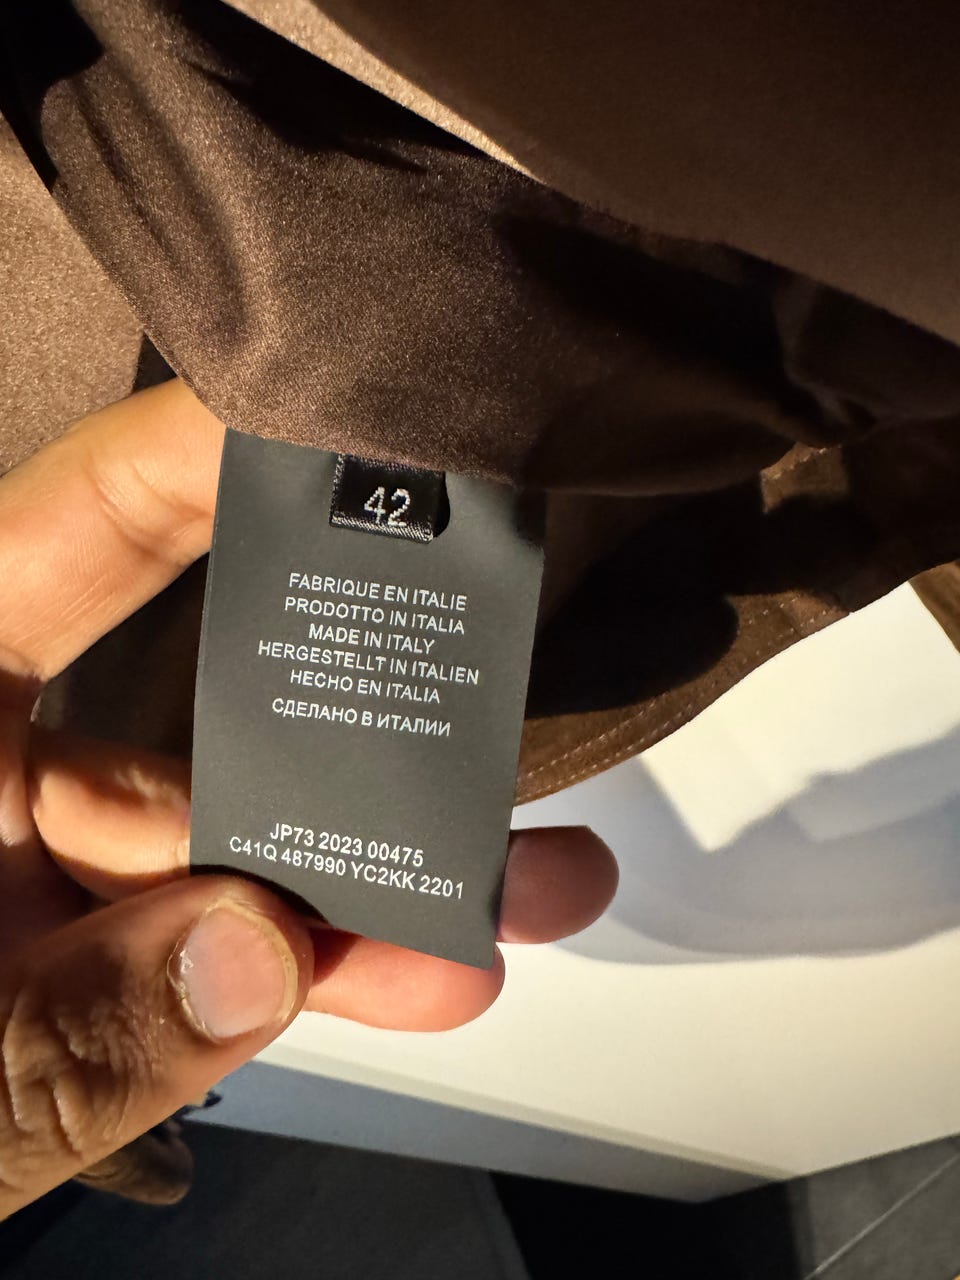 42
FABRIQUE EN ITALIE
PRODOTTO IN ITALIA
MADE IN ITALY
HERGESTELLT IN ITALIEN
HECHO EN ITALIA
СДЕЛАНО В ИТАЛИИ
JP73 2023 00475
C41Q 487990 YC2KK 2201